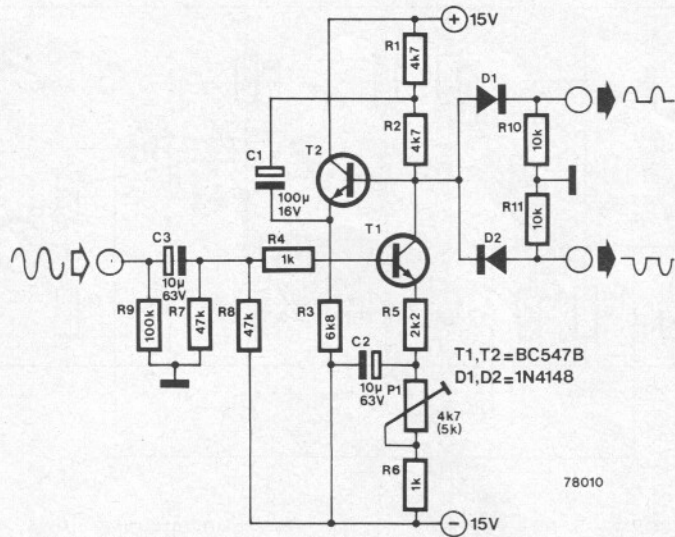 + 15V
R1
4k7
D1
R2
4k7
R10
10k
C1
100µ
16V
T2
R11
10k
T1
C3
10µ
63V
R4
1k
D2
R9
100k
R7
47k
R8
47k
R3
6k8
R5
2k2
C2
10µ
63V
T1,T2=BC547B
D1,D2=1N4148
P1
4k7
(5k)
R6
1k
78010
− 15V